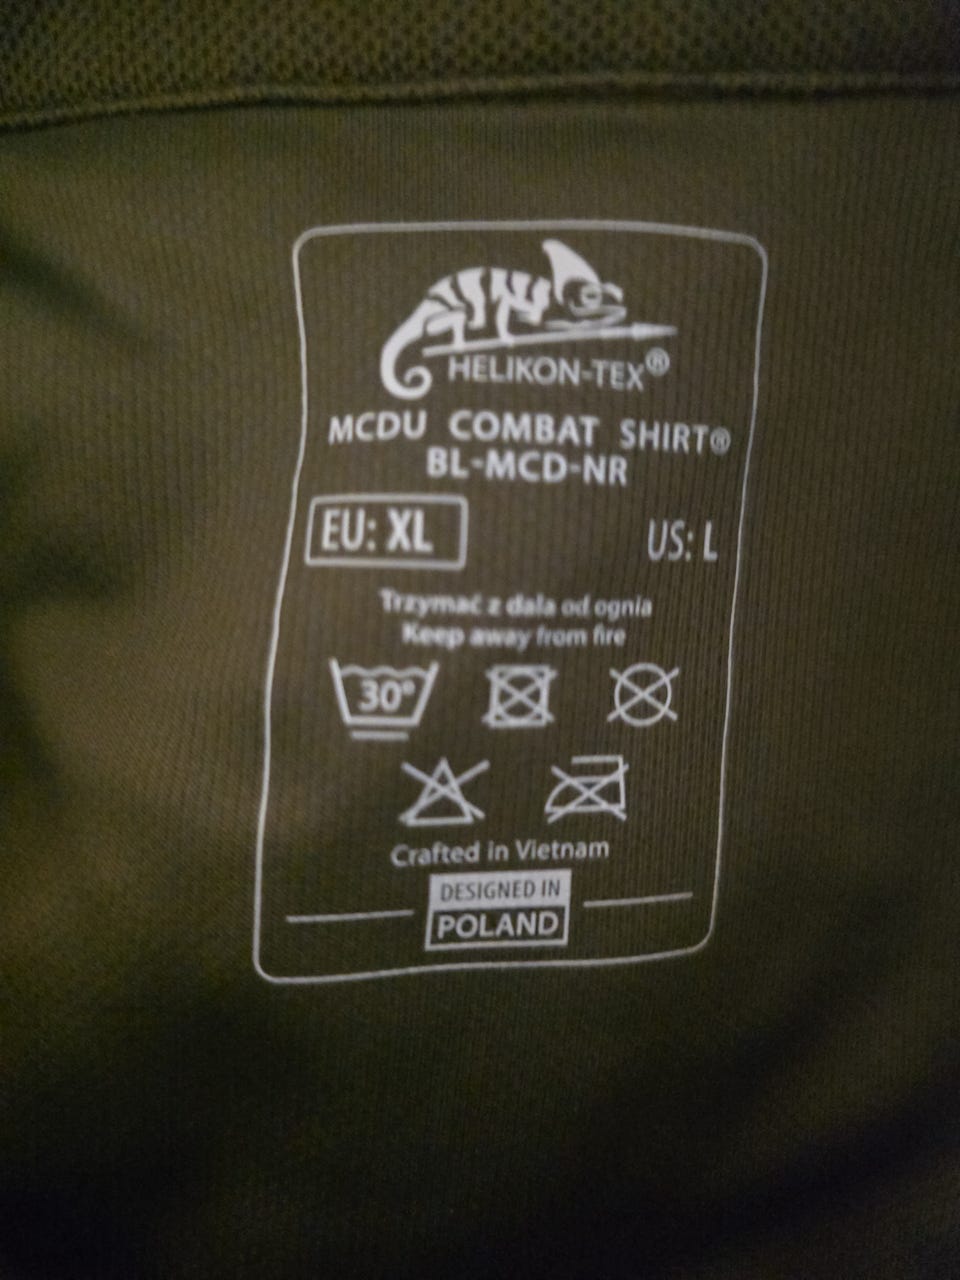 HELIKON-TEX®
MCDU COMBAT SHIRT®
BL-MCD-NR
EU: XL US: L
Trzymać z dala od ognia
Keep away from fire
30°
Crafted in Vietnam
DESIGNED IN
POLAND